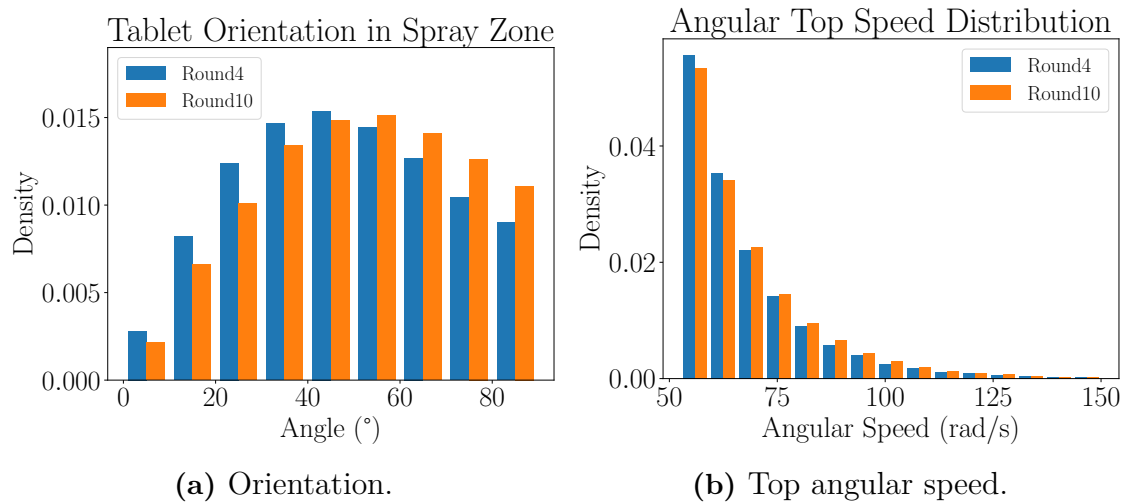 Tablet Orientation in Spray Zone
Round4
Round10
0.015
0.010
0.005
0.000
Density
0 20 40 60 80
Angle (°)
(a) Orientation.
Angular Top Speed Distribution
Round4
Round10
0.04
0.02
0.00
Density
50 75 100 125 150
Angular Speed (rad/s)
(b) Top angular speed.